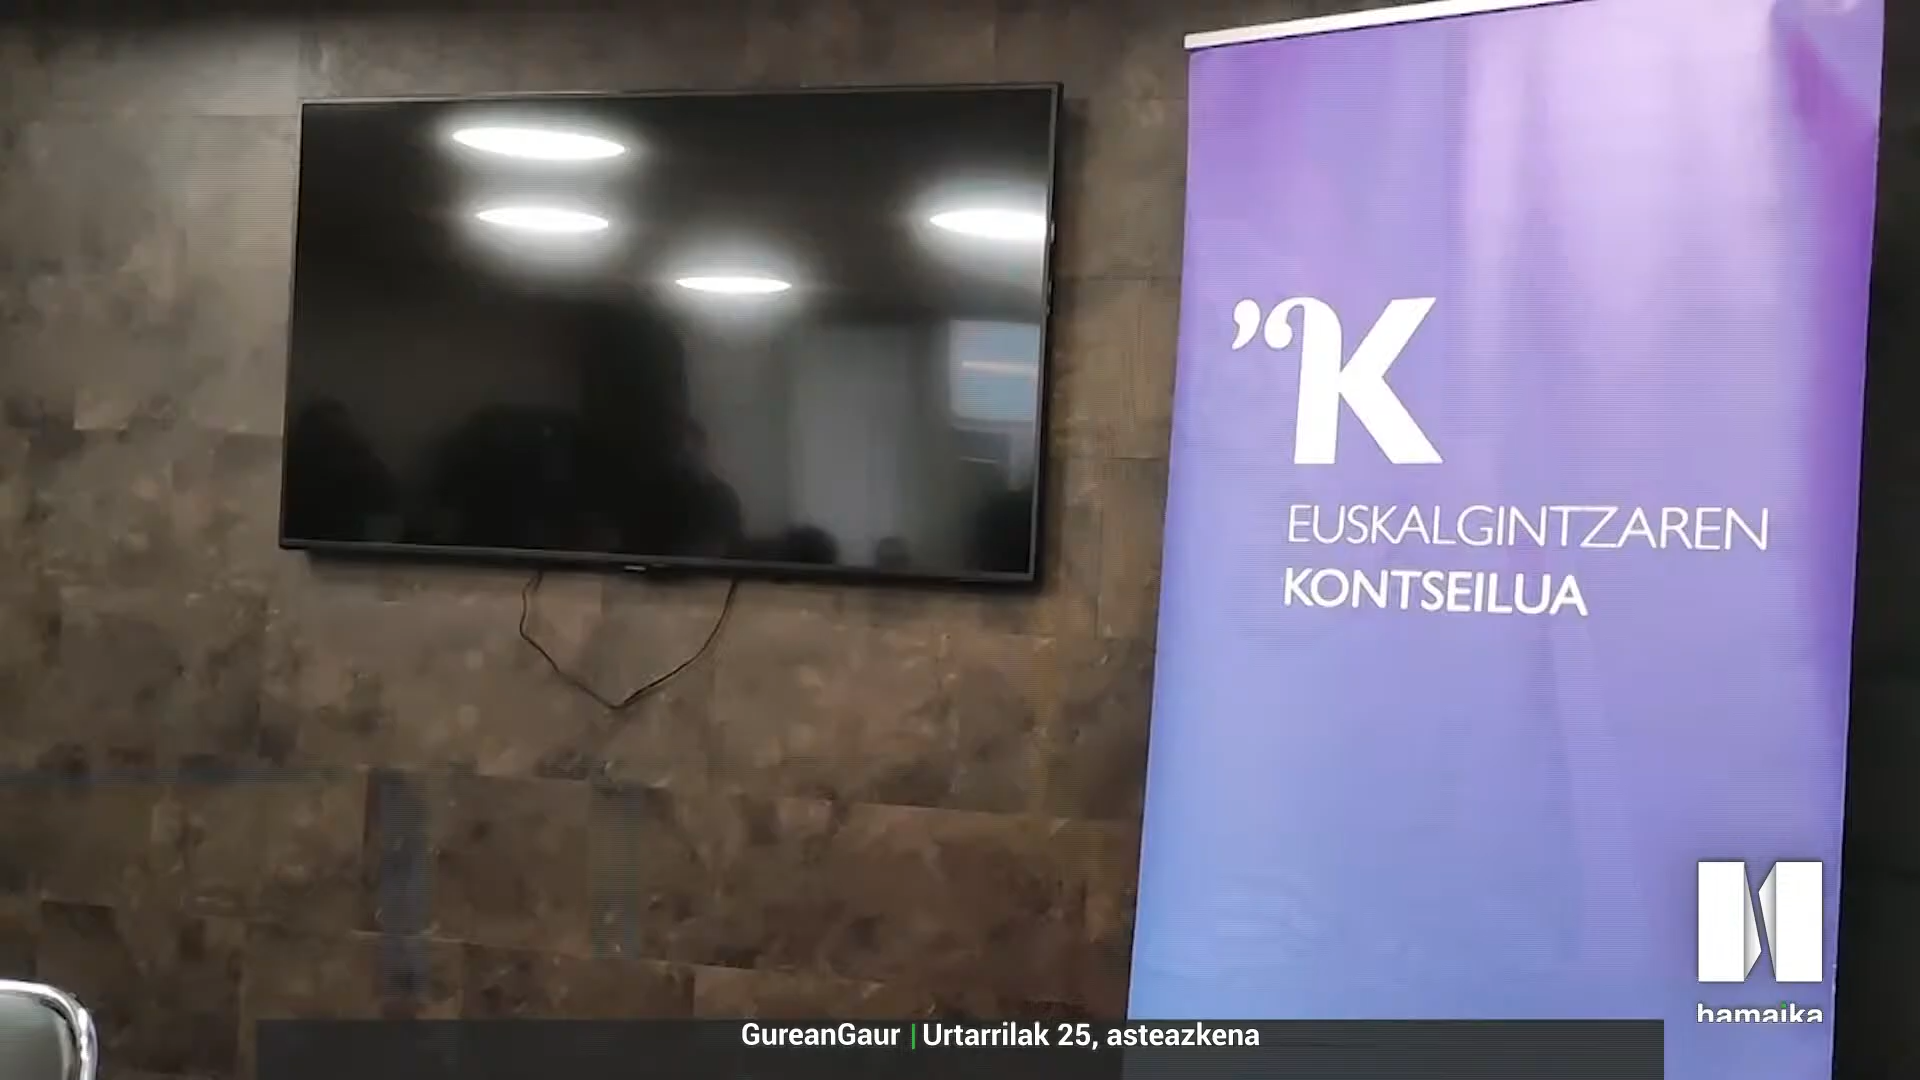 ”K
EUSKALGINTZAREN
KONTSEILUA
hamaika
GureanGaur | Urtarrilak 25, asteazkena